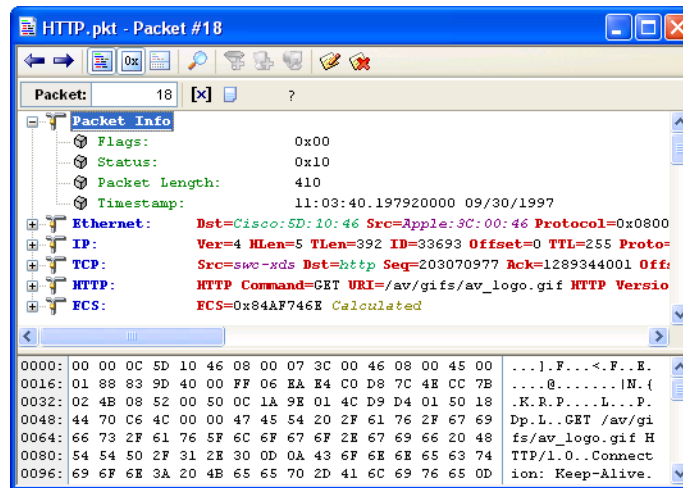 HTTP.pkt - Packet #18
0x
Packet: 18 [x] ?
Packet Info
Flags: 0x00
Status: 0x10
Packet Length: 410
Timestamp: 11:03:40.197920000 09/30/1997
Ethernet: Dst=Cisco:5D:10:46 Src=Apple:3C:00:46 Protocol=0x0800
IP: Ver=4 HLen=5 TLen=392 ID=33693 Offset=0 TTL=255 Proto=
TCP: Src=swc-xds Dst=http Seq=203070977 Ack=1289344001 Off
HTTP: HTTP Command=GET URI=/av/gifs/av_logo.gif HTTP Versio
FCS: FCS=0x84AF746E Calculated
0000: 00 00 0C 5D 10 46 08 00 07 3C 00 46 08 00 45 00 ...].F...<.F..E.
0016: 01 88 83 9D 40 00 FF 06 EA E4 C0 D8 7C 4E CC 7B ....@.......|N.{
0032: 02 4B 08 52 00 50 0C 1A 9E 01 4C D9 D4 01 50 18 .K.R.P....L...P.
0048: 44 70 C6 4C 00 00 47 45 54 20 2F 61 76 2F 67 69 Dp.L..GET /av/gi
0064: 66 73 2F 61 76 5F 6C 6F 67 6F 2E 67 69 66 20 48 fs/av_logo.gif H
0080: 54 54 50 2F 31 2E 30 0D 0A 43 6F 6E 6E 65 63 74 TTP/1.0..Connect
0096: 69 6F 6E 3A 20 4B 65 65 70 2D 41 6C 69 76 65 0D ion: Keep-Alive.